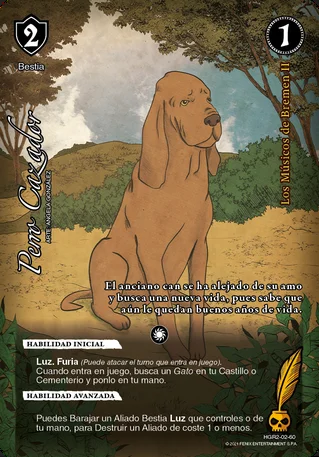 2
1
Bestia
Perro Cazador
ARTE: ANGELA GONZÁLEZ
Los Músicos de Bremen II
El anciano can se ha alejado de su amo
y busca una nueva vida, pues sabe que
aún le quedan buenos años de vida.
HABILIDAD INICIAL
Luz. Furia (Puede atacar el turno que entra en juego).
Cuando entra en juego, busca un Gato en tu Castillo o
Cementerio y ponlo en tu mano.
HABILIDAD AVANZADA
Puedes Barajar un Aliado Bestia Luz que controles o de
tu mano, para Destruir un Aliado de coste 1 o menos.
HGR2-02-60
© 2021 FENIX ENTERTAINMENT S.P.A.